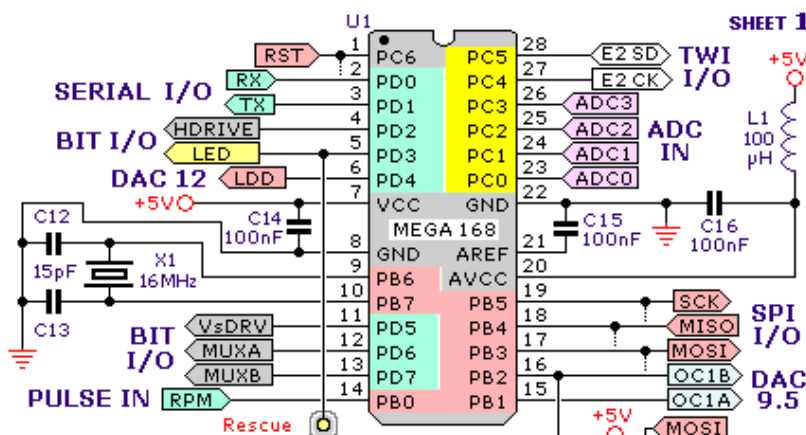 U1
SHEET 1
RST 1 PC6 PC5 28 E2 SD TWI +5V
RX 2 PD0 PC4 27 E2 CK I/O
SERIAL I/O
TX 3 PD1 PC3 26 ADC3
HDRIVE 4 PD2 PC2 25 ADC2 ADC L1
BIT I/O
LED 5 PD3 PC1 24 ADC1 IN 100
µH
DAC 12 LDD 6 PD4 PC0 23 ADC0
+5V 7 VCC GND 22
C12 C14 MEGA 168 C15 C16
100nF 100nF 100nF
8 GND AREF 21
15pF X1 9 PB6 AVCC 20
16MHz
10 PB7 PB5 19 SCK SPI
C13
VsDRV 11 PD5 PB4 18 MISO I/O
BIT
I/O
MUXA 12 PD6 PB3 17 MOSI
MUXB 13 PD7 PB2 16 OC1B DAC
PULSE IN RPM 14 PB0 PB1 15 OC1A 9.5
Rescue +5V MOSI